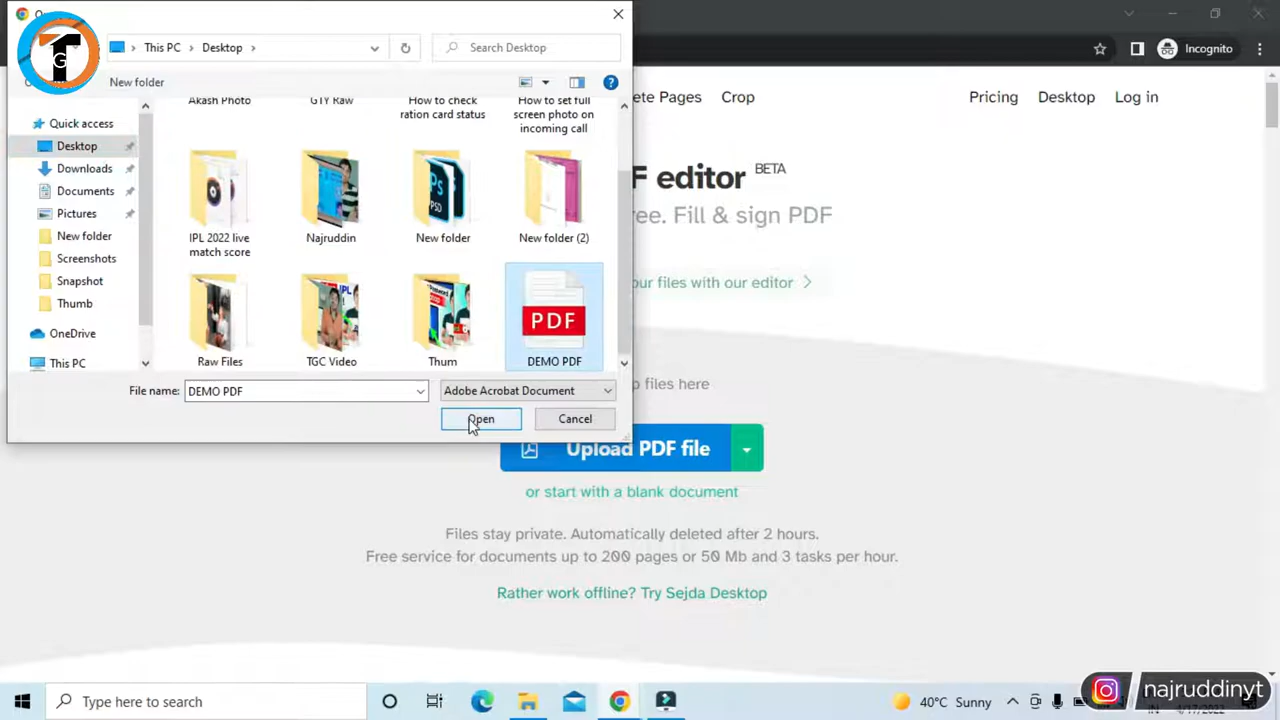 This PC > Desktop >
Search Desktop
Incognito
New folder
Akash Photo
GTY Raw
How to check
ration card status
How to set full
screen photo on
incoming call
ete Pages
Crop
Pricing
Desktop
Log in
Quick access
Desktop
Downloads
Documents
Pictures
New folder
Screenshots
Snapshot
Thumb
OneDrive
This PC
IPL 2022 live
match score
Najruddin
New folder
New folder (2)
Raw Files
TGC Video
Thum
PDF
DEMO PDF
File name: DEMO PDF
Adobe Acrobat Document
Open
Cancel
F editor BETA
ree. Fill & sign PDF
our files with our editor
p files here
Upload PDF file
or start with a blank document
Files stay private. Automatically deleted after 2 hours.
Free service for documents up to 200 pages or 50 Mb and 3 tasks per hour.
Rather work offline? Try Sejda Desktop
Type here to search
40°C Sunny
najruddinyt